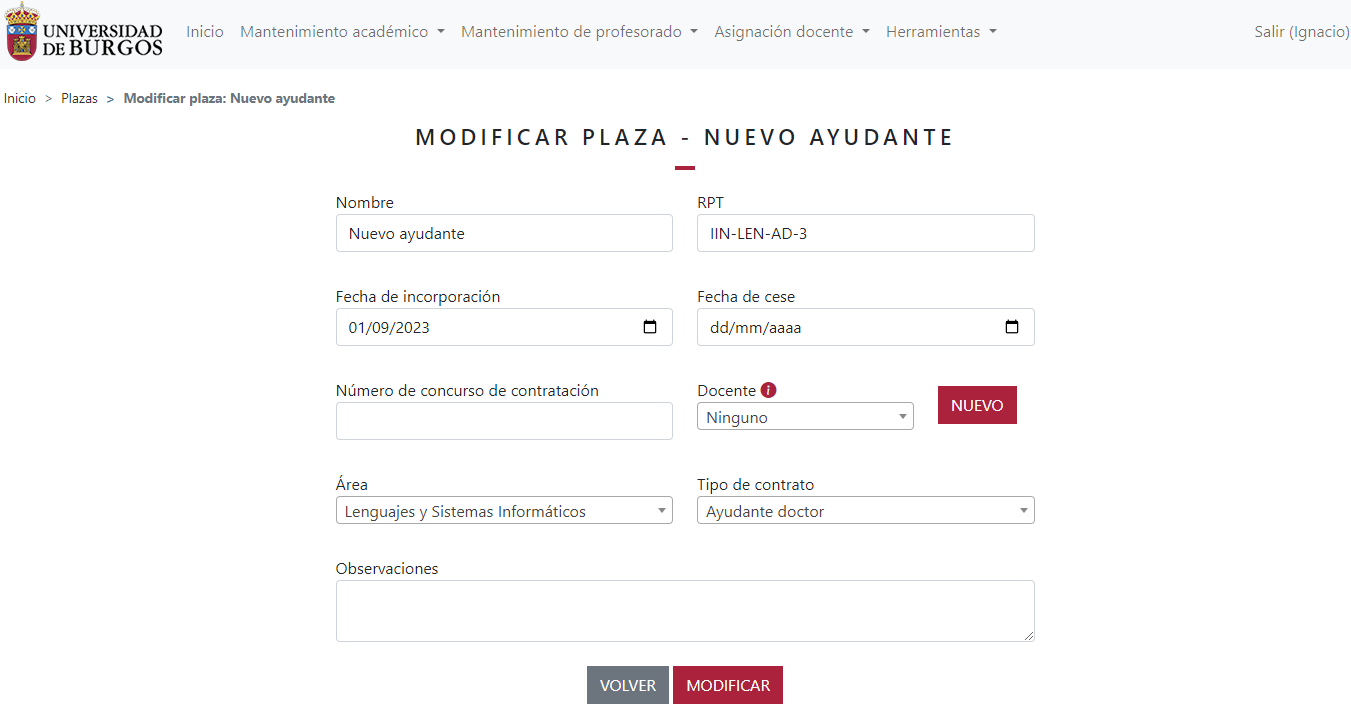 UNIVERSIDAD
DE BURGOS
Inicio Mantenimiento académico Mantenimiento de profesorado Asignación docente Herramientas Salir (Ignacio)
Inicio > Plazas > Modificar plaza: Nuevo ayudante
MODIFICAR PLAZA - NUEVO AYUDANTE
Nombre RPT
Nuevo ayudante IIN-LEN-AD-3
Fecha de incorporación Fecha de cese
01/09/2023 dd/mm/aaaa
Número de concurso de contratación Docente i
Ninguno NUEVO
Área Tipo de contrato
Lenguajes y Sistemas Informáticos Ayudante doctor
Observaciones
VOLVER MODIFICAR